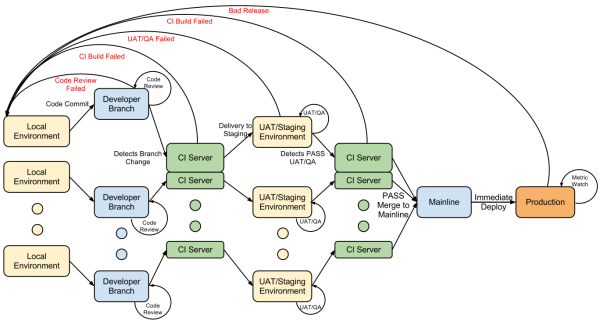 Bad Release
CI Build Failed
UAT/QA Failed
CI Build Failed
Code Review
Failed
Code
Review
Code Commit
Developer
Branch
Local
Environment
Detects Branch
Change
CI Server
Delivery to
Staging
UAT/QA
UAT/Staging
Environment
Detects PASS
UAT/QA
CI Server
Local
Environment
Developer
Branch
Code
Review
CI Server
UAT/Staging
Environment
UAT/QA
CI Server
PASS
Merge to
Mainline
Mainline
Immediate
Deploy
Production
Metric
Watch
Local
Environment
Developer
Branch
Code
Review
CI Server
UAT/Staging
Environment
UAT/QA
CI Server